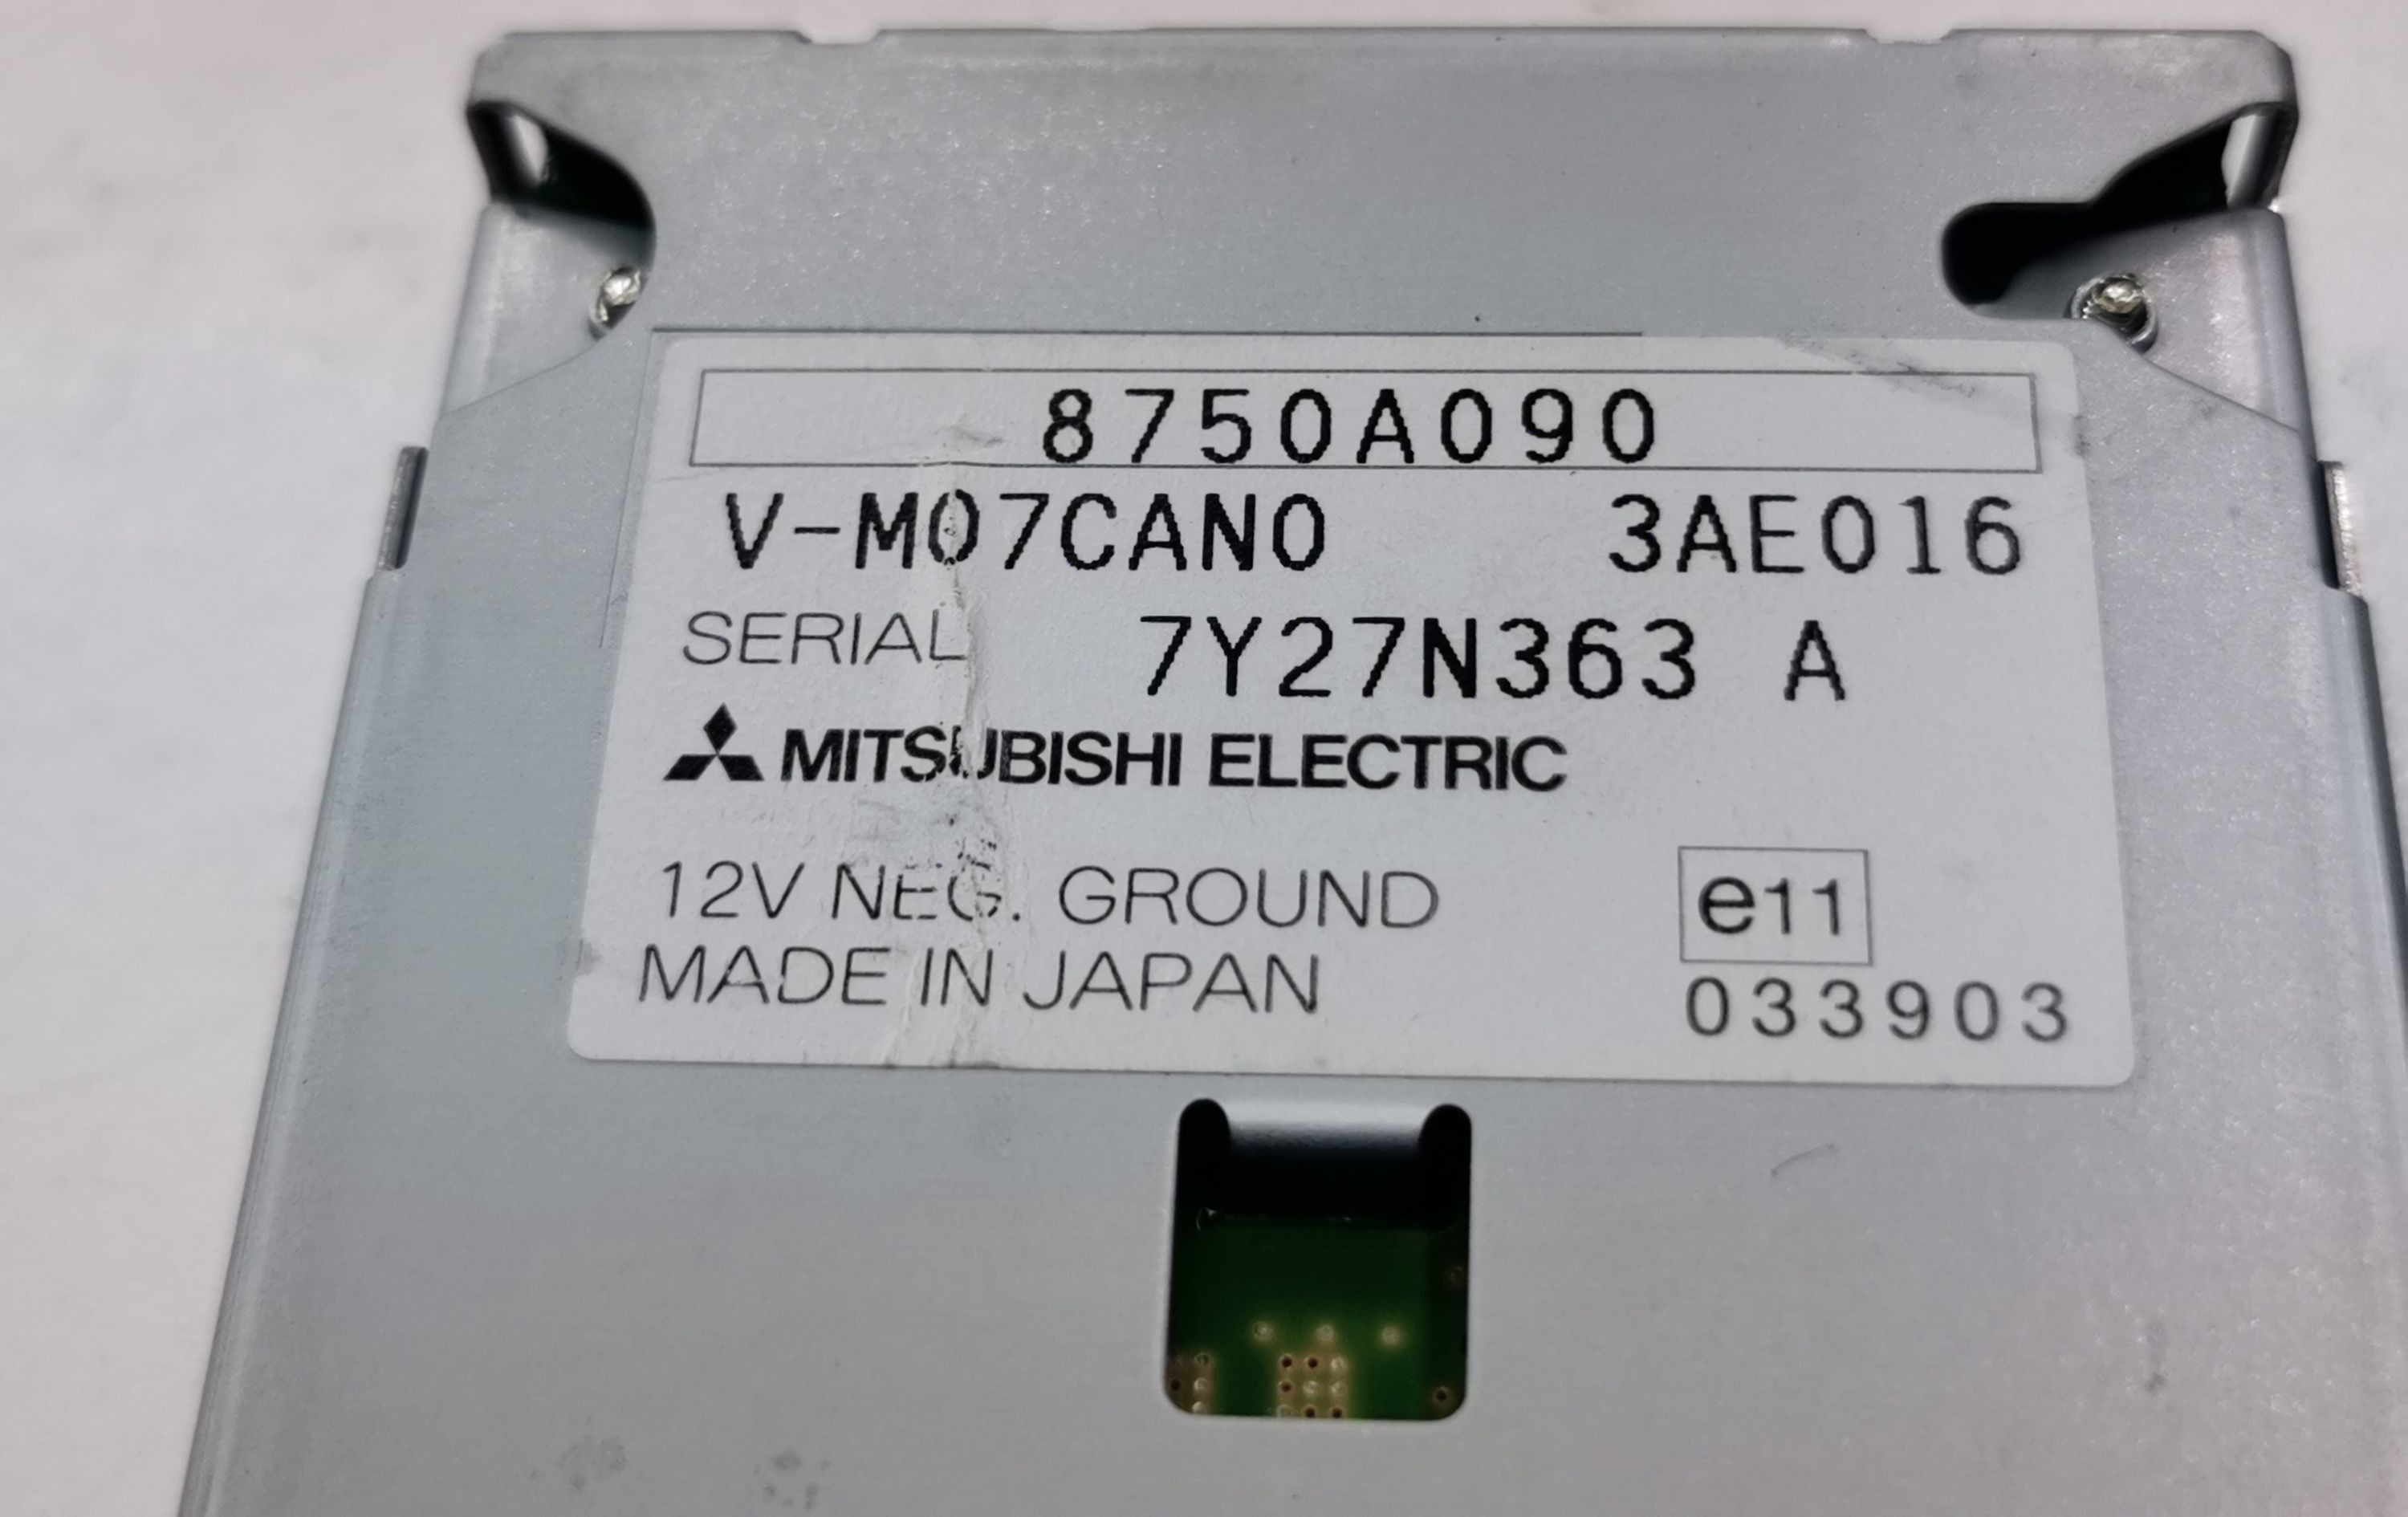 8750A090
V-M07CAN0 3AE016
SERIAL 7Y27N363 A
MITSUBISHI ELECTRIC
12V NEG. GROUND
e11
MADE IN JAPAN
033903